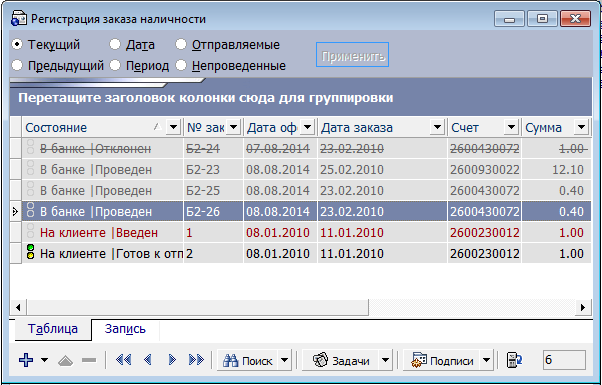 Регистрация заказа наличности
Текущий Дата Отправляемые
Предыдущий Период Непроведенные
Применить
Перетащите заголовок колонки сюда для группировки
Состояние № зак Дата оф Дата заказа Счет Сумма
В банке |Отклонен Б2-24 07.08.2014 23.02.2010 2600430072 1.00
В банке |Проведен Б2-23 08.08.2014 25.02.2010 2600930022 12.10
В банке |Проведен Б2-25 08.08.2014 23.02.2010 2600430072 0.40
В банке |Проведен Б2-26 08.08.2014 23.02.2010 2600430072 0.40
На клиенте |Введен 1 08.01.2010 11.01.2010 2600230012 1.00
На клиенте |Готов к отп 2 08.01.2010 11.01.2010 2600230012 1.00
Таблица Запись
Поиск Задачи Подписи 6